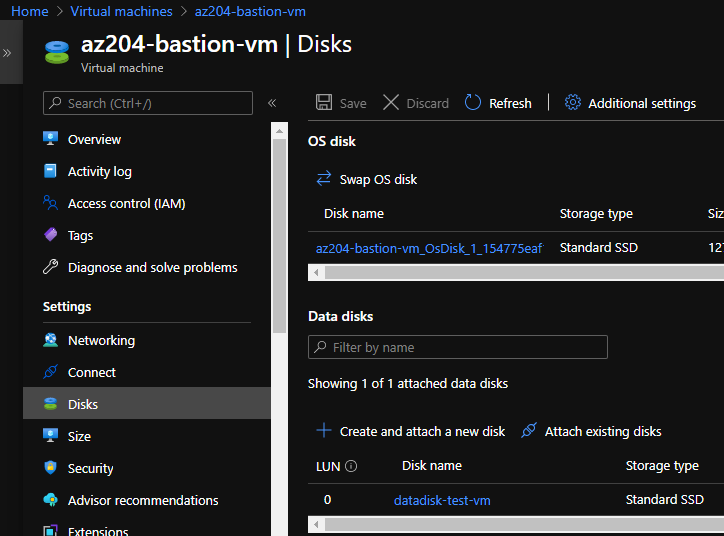 Home > Virtual machines > az204-bastion-vm
az204-bastion-vm | Disks
Virtual machine
Search (Ctrl+/)
Overview
Activity log
Access control (IAM)
Tags
Diagnose and solve problems
Settings
Networking
Connect
Disks
Size
Security
Advisor recommendations
Extensions
Save Discard Refresh Additional settings
OS disk
Swap OS disk
Disk name Storage type Siz
az204-bastion-vm_OsDisk_1_154775eaf Standard SSD 127
Data disks
Filter by name
Showing 1 of 1 attached data disks
Create and attach a new disk Attach existing disks
LUN Disk name Storage type
0 datadisk-test-vm Standard SSD